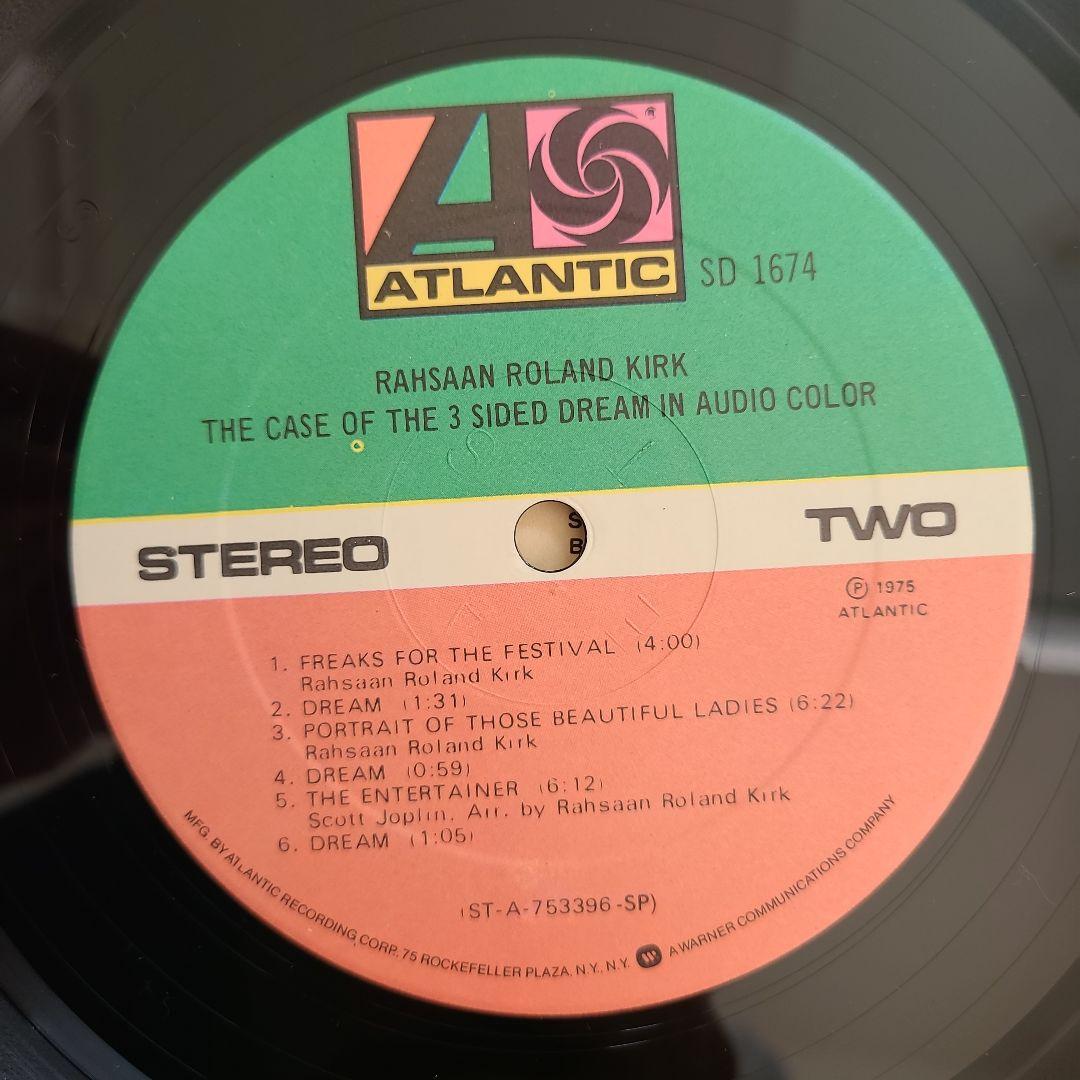 ®
ATLANTIC
SD 1674
RAHSAAN ROLAND KIRK
THE CASE OF THE 3 SIDED DREAM IN AUDIO COLOR
STEREO
S
B
TWO
Ⓟ 1975
ATLANTIC
1. FREAKS FOR THE FESTIVAL (4:00)
Rahsaan Roland Kirk
2. DREAM (1:31)
3. PORTRAIT OF THOSE BEAUTIFUL LADIES (6:22)
Rahsaan Roland Kirk
4. DREAM (0:59)
5. THE ENTERTAINER (6:12)
Scott Joplin, Arr. by Rahsaan Roland Kirk
6. DREAM (1:05)
(ST-A-753396-SP)
MFG. BY ATLANTIC RECORDING CORP. 75 ROCKEFELLER PLAZA, N.Y., N.Y. A WARNER COMMUNICATIONS COMPANY